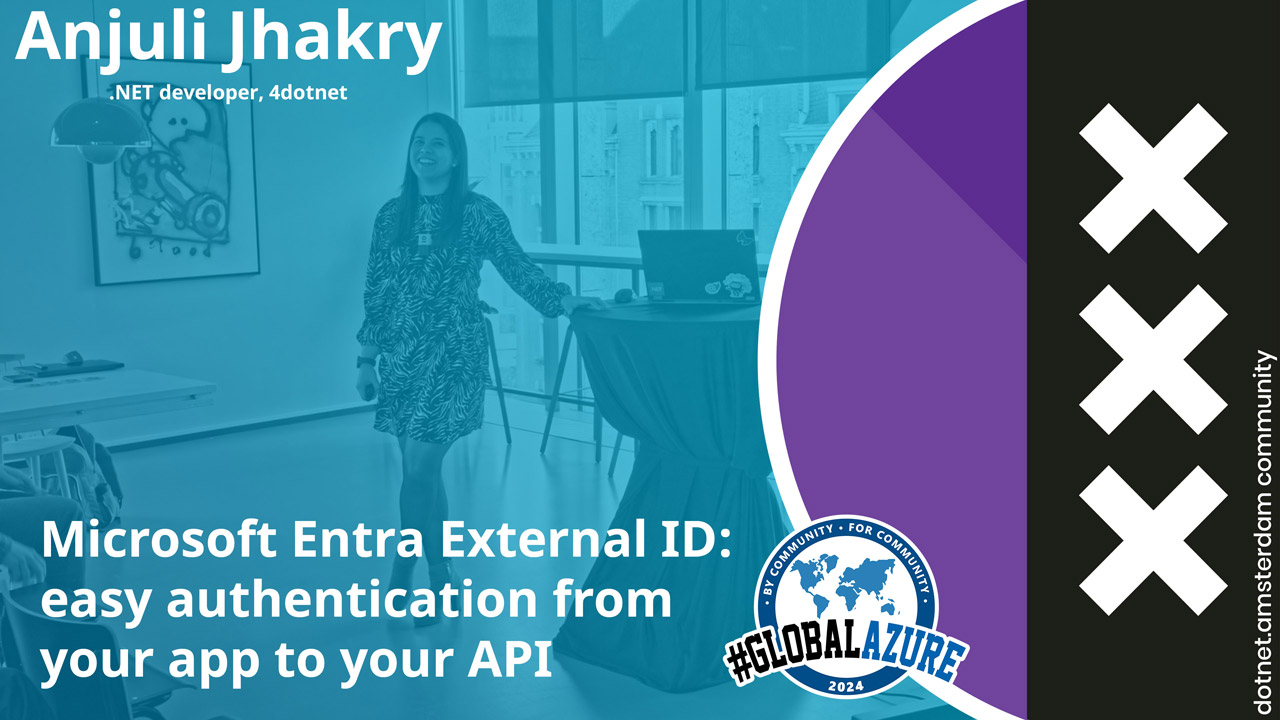 Anjuli Jhakry
.NET developer, 4dotnet
Microsoft Entra External ID:
easy authentication from
your app to your API
• BY COMMUNITY • FOR COMMUNITY •
#GLOBALAZURE
2024
dotnet.amsterdam community